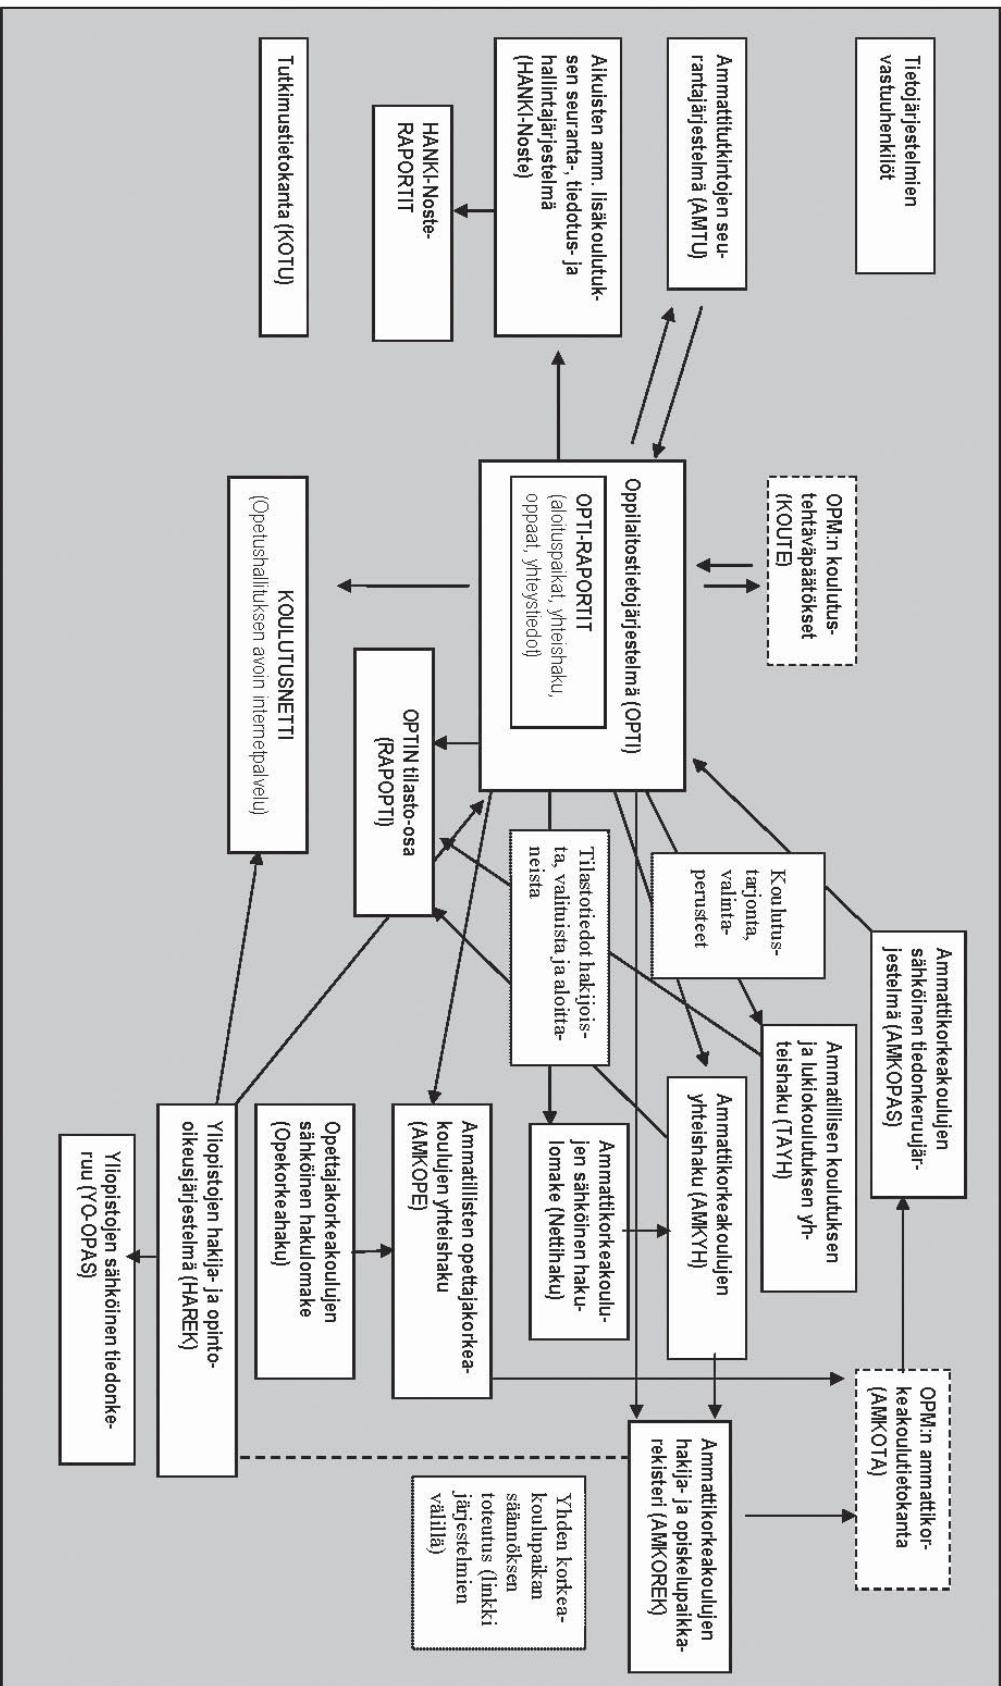 Tietojärjestelmien
vastuuhenkilöt
Ammattitutkintojen seu-
rantajärjestelmä (AMTU)
Aikuisten amm. lisäkoulutuk-
sen seuranta-, tiedotus- ja
hallintajärjestelmä
(HANKI-Noste)
HANKI-Noste-
RAPORTIT
Tutkimustietokanta (KOTU)
OPM:n koulutus-
tehtäväpäätökset
(KOUTE)
Oppilaitostietojärjestelmä (OPTI)
OPTI-RAPORTIT
(aloituspaikat, yhteishaku,
oppaat, yhteystiedot)
OPTIN tilasto-osa
(RAPOPTI)
KOULUTUSNETTI
(Opetushallituksen avoin internetpalvelu)
Koulutus-
tarjonta,
valinta-
perusteet
Tilastotiedot hakijois-
ta, valituista ja aloitta-
neista
Ammattikorkeakoulujen
sähköinen tiedonkeruujär-
jestelmä (AMKOPAS)
Ammatillisen koulutuksen
ja lukiokoulutuksen yh-
teishaku (TAYH)
Ammattikorkeakoulujen
yhteishaku (AMKYH)
Ammattikorkeakoulu-
jen sähköinen haku-
lomake (Nettihaku)
Ammatillisten opettajakorkea-
koulujen yhteishaku
(AMKOPE)
Opettajakorkeakoulujen
sähköinen hakulomake
(Opekorkeahaku)
Yliopistojen hakija- ja opinto-
oikeusjärjestelmä (HAREK)
Yliopistojen sähköinen tiedonke-
ruu (YO-OPAS)
OPM:n ammattikor-
keakoulutietokanta
(AMKOTA)
Ammattikorkeakoulujen
hakija- ja opiskelupaikka-
rekisteri (AMKOREK)
Yhden korkea-
koulupaikan
säännöksen
toteutus (linkki
järjestelmien
välillä)